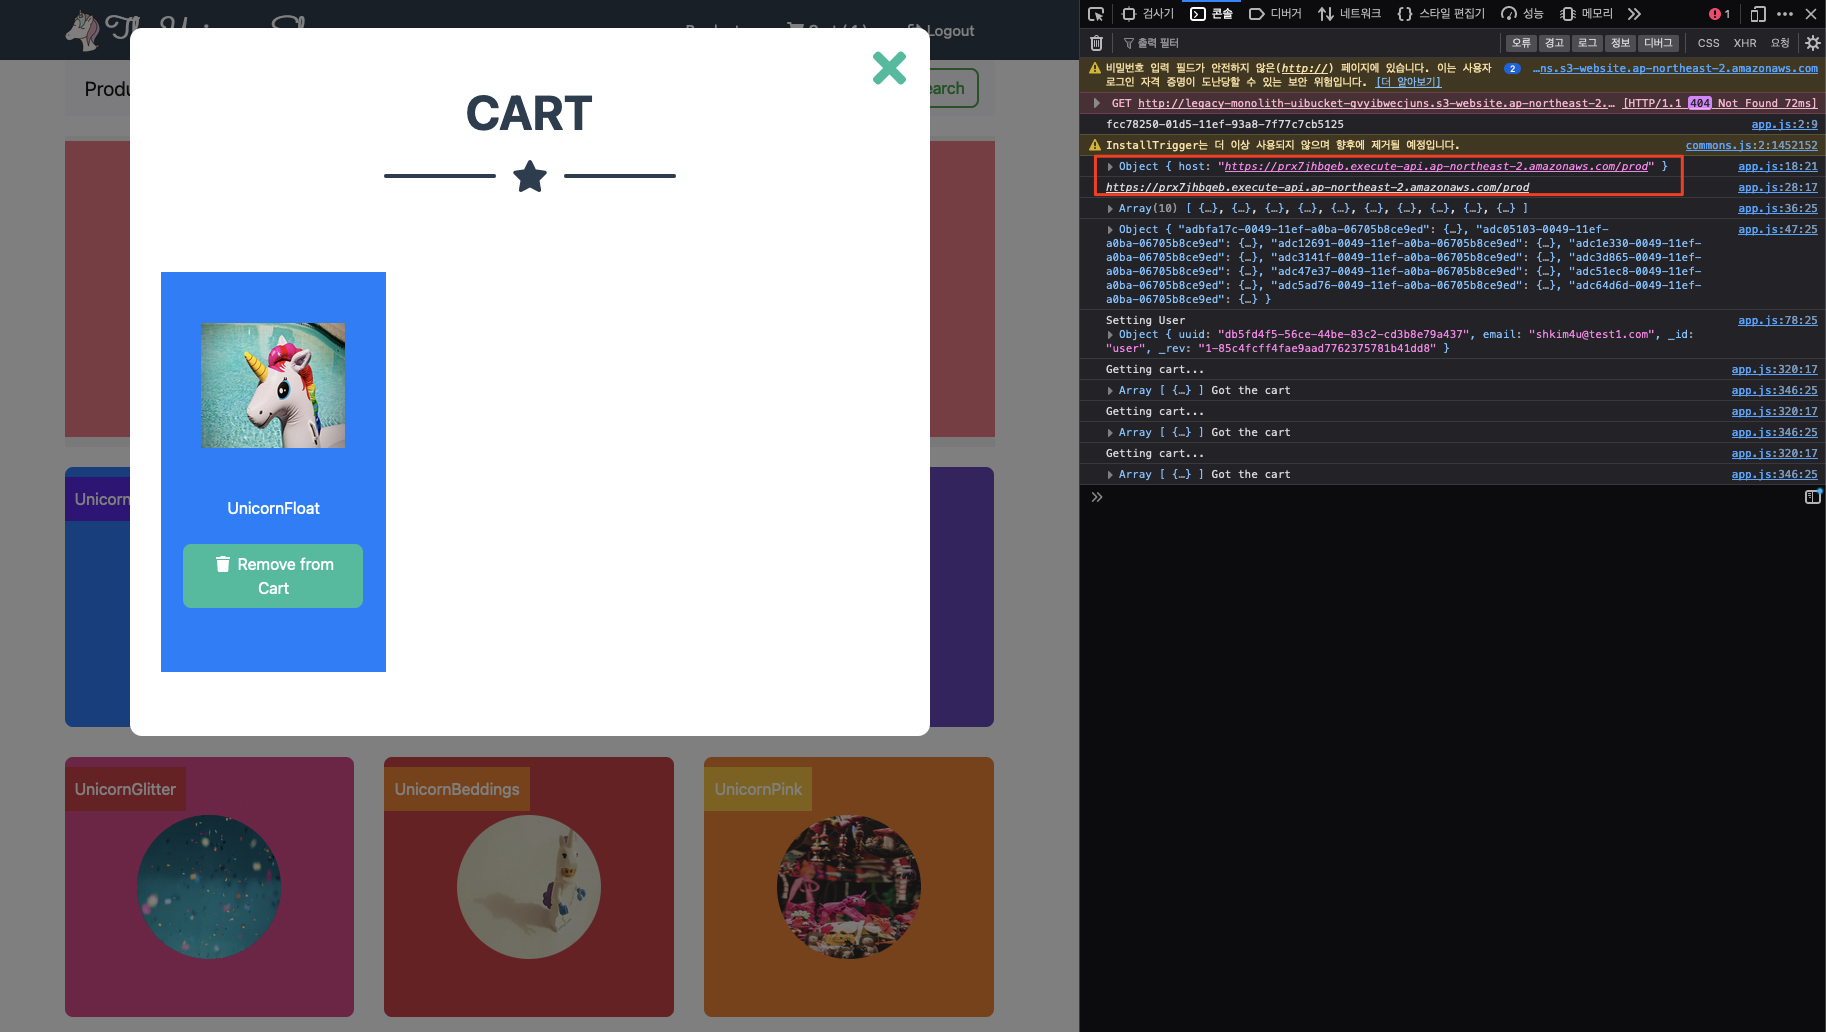 The Unicorn Sh
Products
Cart ( 1 )
Logout
Produ
earch
CART
UnicornFloat
Remove from
Cart
Unicorn
UnicornGlitter
UnicornBeddings
UnicornPink
검사기
콘솔
디버거
네트워크
스타일 편집기
성능
메모리
1
출력 필터
오류 경고 로그 정보 디버그 CSS XHR 요청
비밀번호 입력 필드가 안전하지 않은(http://) 페이지에 있습니다. 이는 사용자 2 …ns.s3-website.ap-northeast-2.amazonaws.com
로그인 자격 증명이 도난당할 수 있는 보안 위험입니다. [더 알아보기]
GET http://legacy-monolith-uibucket-gvyibwecjuns.s3-website.ap-northeast-2.… [HTTP/1.1 404 Not Found 72ms]
fcc78250-01d5-11ef-93a8-7f77c7cb5125 app.js:2:9
InstallTrigger는 더 이상 사용되지 않으며 향후에 제거될 예정입니다. commons.js:2:1452152
Object { host: "https://prx7jhbqeb.execute-api.ap-northeast-2.amazonaws.com/prod" } app.js:18:21
https://prx7jhbqeb.execute-api.ap-northeast-2.amazonaws.com/prod app.js:28:17
Array(10) [ {…}, {…}, {…}, {…}, {…}, {…}, {…}, {…}, {…}, {…} ] app.js:36:25
Object { "adbfa17c-0049-11ef-a0ba-06705b8ce9ed": {…}, "adc05103-0049-11ef- app.js:47:25
a0ba-06705b8ce9ed": {…}, "adc12691-0049-11ef-a0ba-06705b8ce9ed": {…}, "adc1e330-0049-11ef-
a0ba-06705b8ce9ed": {…}, "adc3141f-0049-11ef-a0ba-06705b8ce9ed": {…}, "adc3d865-0049-11ef-
a0ba-06705b8ce9ed": {…}, "adc47e37-0049-11ef-a0ba-06705b8ce9ed": {…}, "adc51ec8-0049-11ef-
a0ba-06705b8ce9ed": {…}, "adc5ad76-0049-11ef-a0ba-06705b8ce9ed": {…}, "adc64d6d-0049-11ef-
a0ba-06705b8ce9ed": {…} }
Setting User app.js:78:25
Object { uuid: "db5fd4f5-56ce-44be-83c2-cd3b8e79a437", email: "shkim4u@test1.com", _id:
"user", _rev: "1-85c4fcff4fae9aad7762375781b41dd8" }
Getting cart... app.js:320:17
Array [ {…} ] Got the cart app.js:346:25
Getting cart... app.js:320:17
Array [ {…} ] Got the cart app.js:346:25
Getting cart... app.js:320:17
Array [ {…} ] Got the cart app.js:346:25